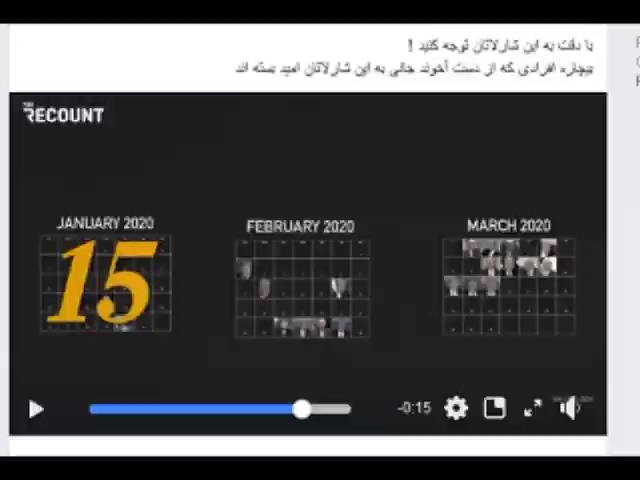 با دقت به این شارلاتان توجه کنید !
بیچاره افرادی که از دست آخوند جانی به این شارلاتان امید بسته اند
THE
RECOUNT
JANUARY 2020
FEBRUARY 2020
MARCH 2020
15
-0:15